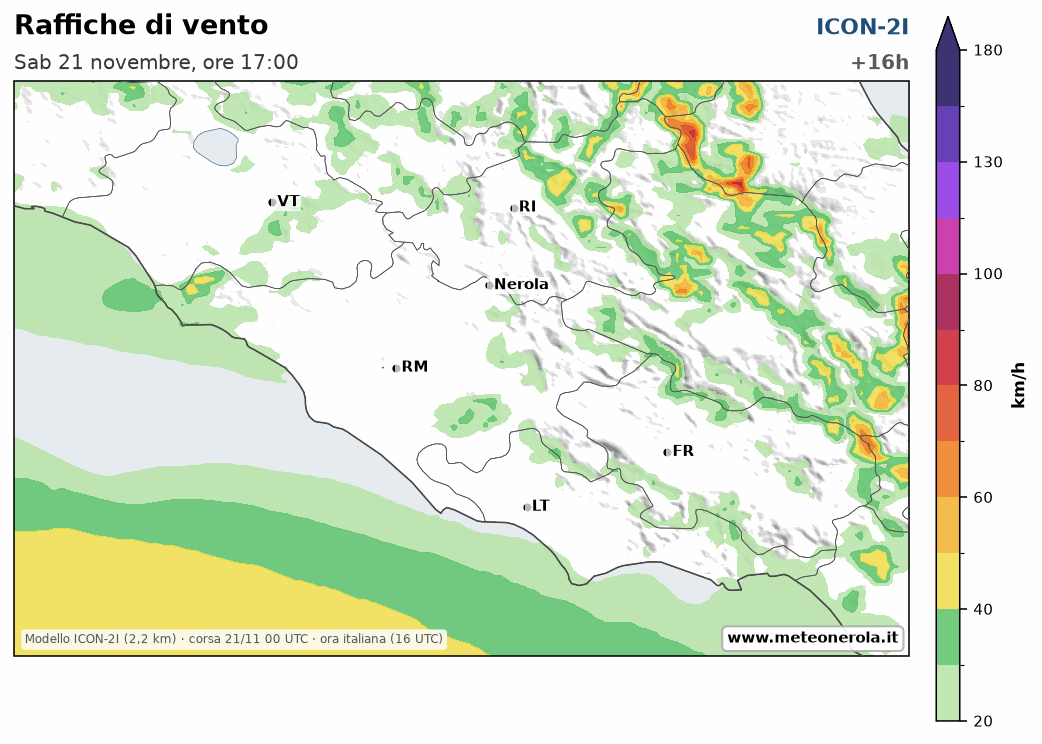 Raffiche di vento
ICON-2I
Sab 21 novembre, ore 17:00
+16h
180
130
100
80
60
40
20
km/h
VT
RI
Nerola
RM
FR
LT
Modello ICON-2I (2,2 km) · corsa 21/11 00 UTC · ora italiana (16 UTC)
www.meteonerola.it